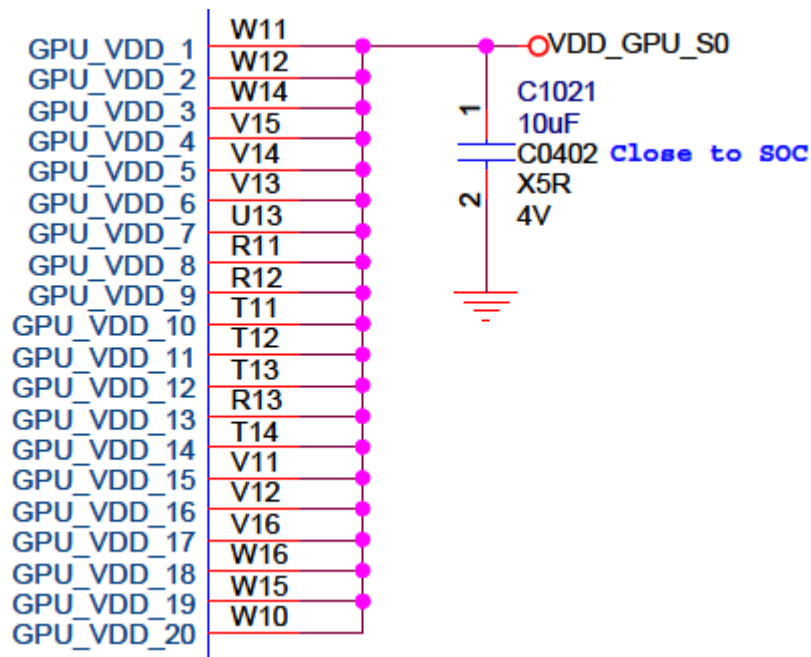 GPU_VDD_1 W11
GPU_VDD_2 W12
GPU_VDD_3 W14
GPU_VDD_4 V15
GPU_VDD_5 V14
GPU_VDD_6 V13
GPU_VDD_7 U13
GPU_VDD_8 R11
GPU_VDD_9 R12
GPU_VDD_10 T11
GPU_VDD_11 T12
GPU_VDD_12 T13
GPU_VDD_13 R13
GPU_VDD_14 T14
GPU_VDD_15 V11
GPU_VDD_16 V12
GPU_VDD_17 V16
GPU_VDD_18 W16
GPU_VDD_19 W15
GPU_VDD_20 W10
VDD_GPU_S0
1
2
C1021
10uF
C0402 Close to SOC
X5R
4V